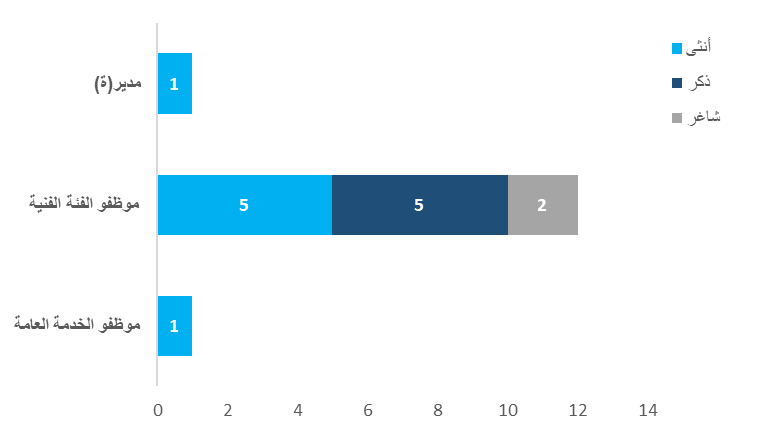 أنثى
ذكر
شاغر
مدير(ة)
1
موظفو الفئة الفنية
5
5
2
موظفو الخدمة العامة
1
0 2 4 6 8 10 12 14